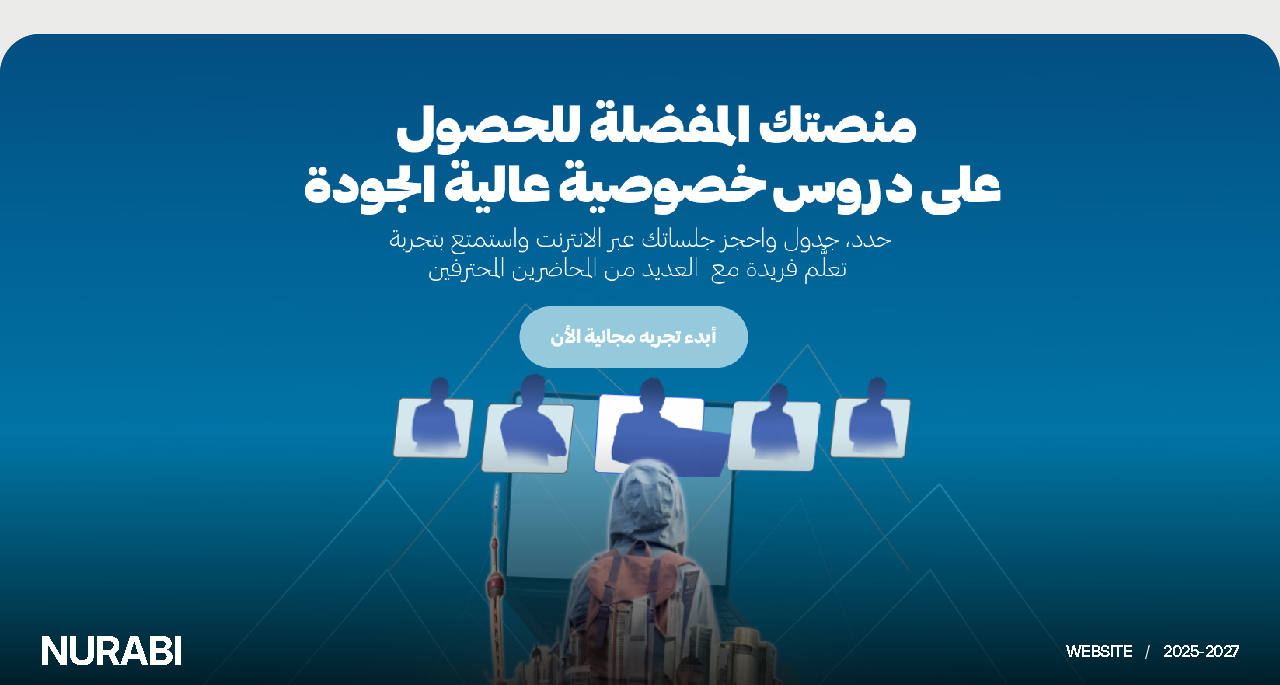 منصتك المفضلة للحصول
على دروس خصوصية عالية الجودة
حدد، جدول واحجز جلساتك عبر الانترنت واستمتع بتجربة
تعلّم فريدة مع العديد من المحاضرين المحترفين
أبدء تجربه مجانية الأن
NURABI
WEBSITE / 2025-2027